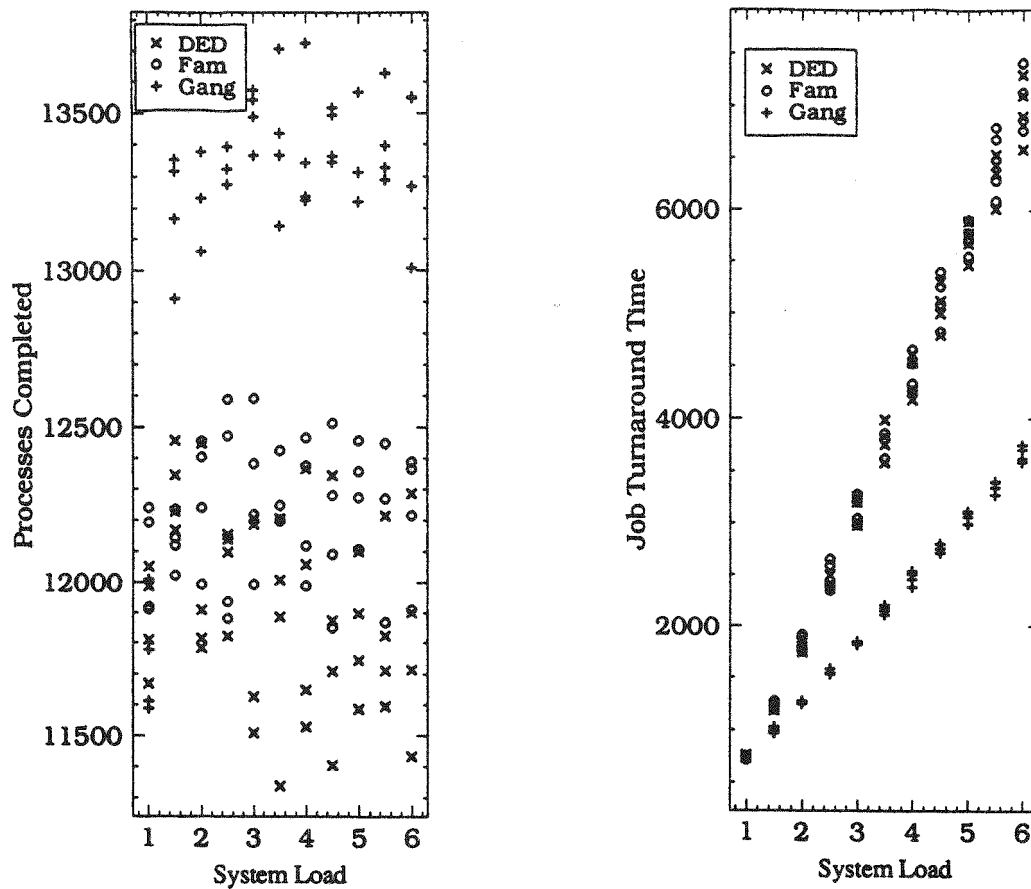 DED
Fam
Gang
13500
13000
12500
12000
11500
Processes Completed
1 2 3 4 5 6
System Load
DED
Fam
Gang
6000
4000
2000
Job Turnaround Time
1 2 3 4 5 6
System Load